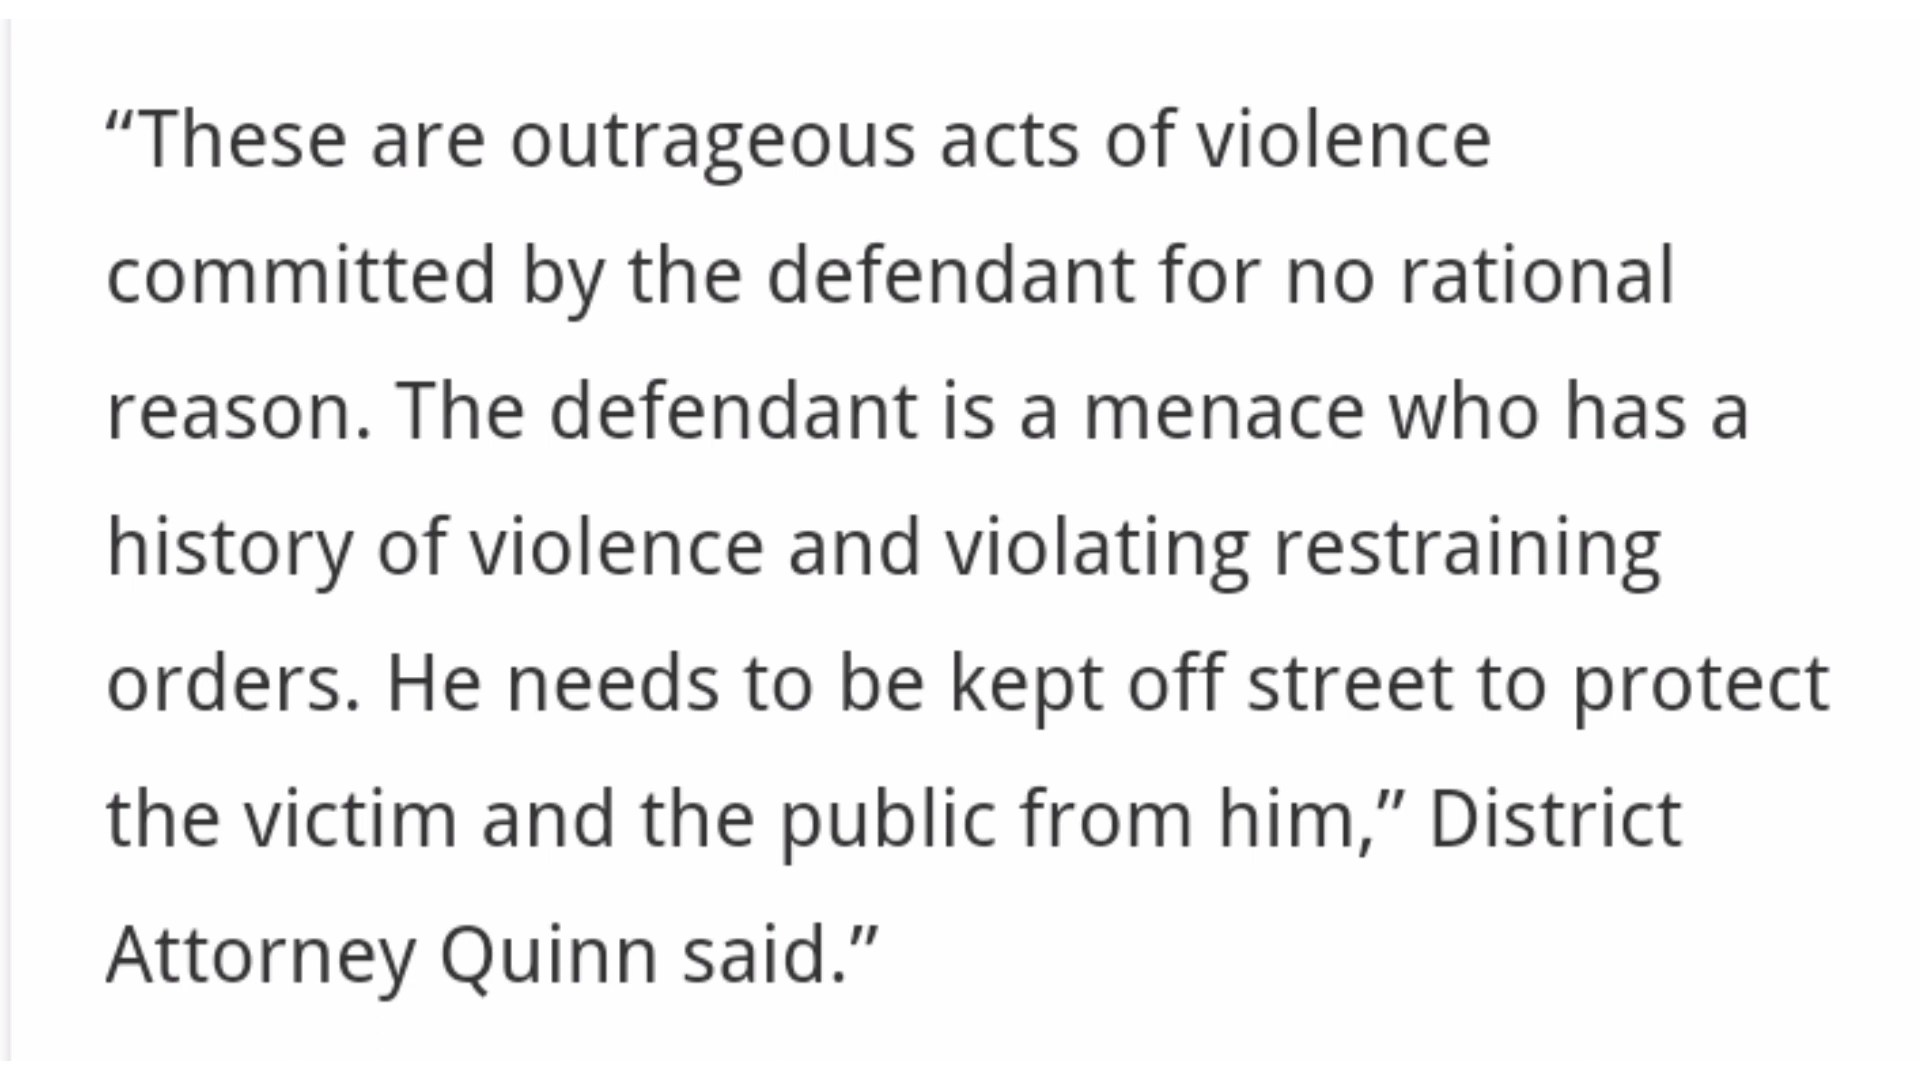 “These are outrageous acts of violence
committed by the defendant for no rational
reason. The defendant is a menace who has a
history of violence and violating restraining
orders. He needs to be kept off street to protect
the victim and the public from him,” District
Attorney Quinn said.”